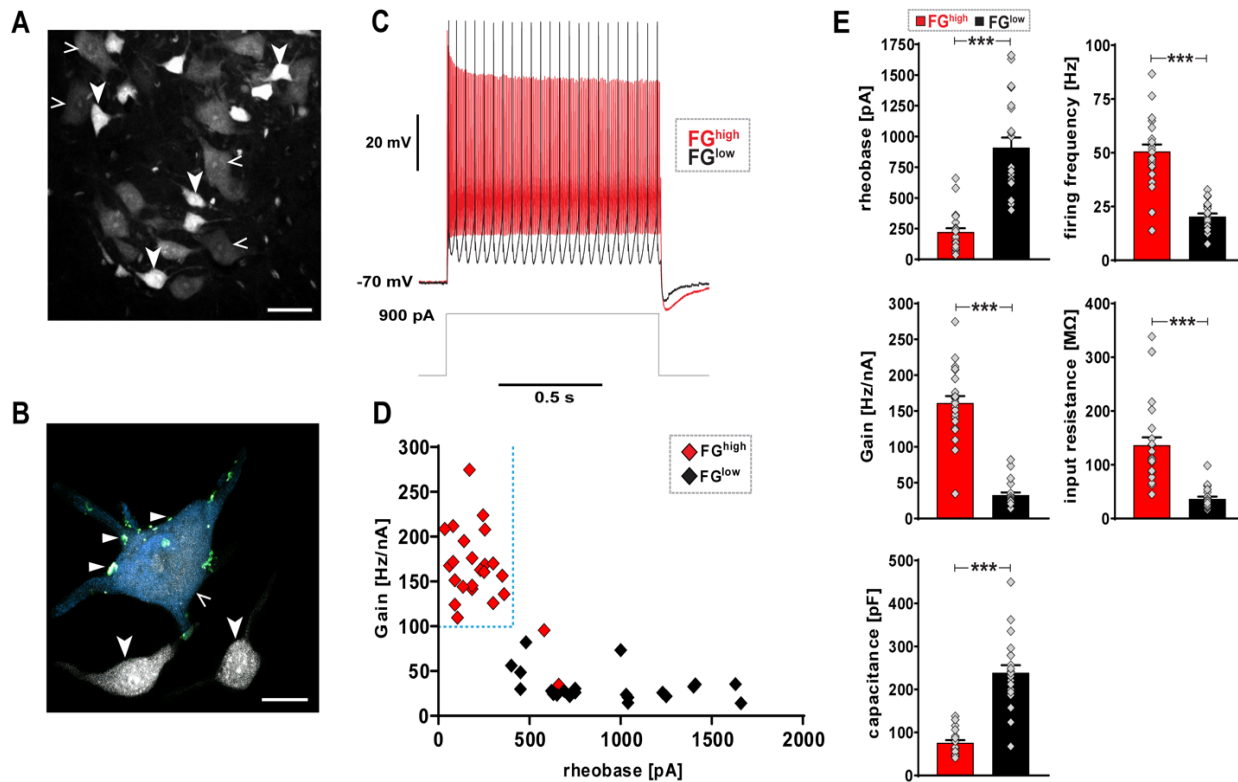 A
B
C
20 mV
FGhigh
FGlow
-70 mV
900 pA
0.5 s
D
Gain [Hz/nA]
300
250
200
150
100
50
0
FGhigh
FGlow
0 500 1000 1500 2000
rheobase [pA]
E
FGhigh FGlow
rheobase [pA]
1750
1500
1250
1000
750
500
250
0
***
firing frequency [Hz]
100
75
50
25
0
***
Gain [Hz/nA]
300
250
200
150
100
50
0
***
input resistance [MΩ]
400
300
200
100
0
***
capacitance [pF]
500
400
300
200
100
0
***